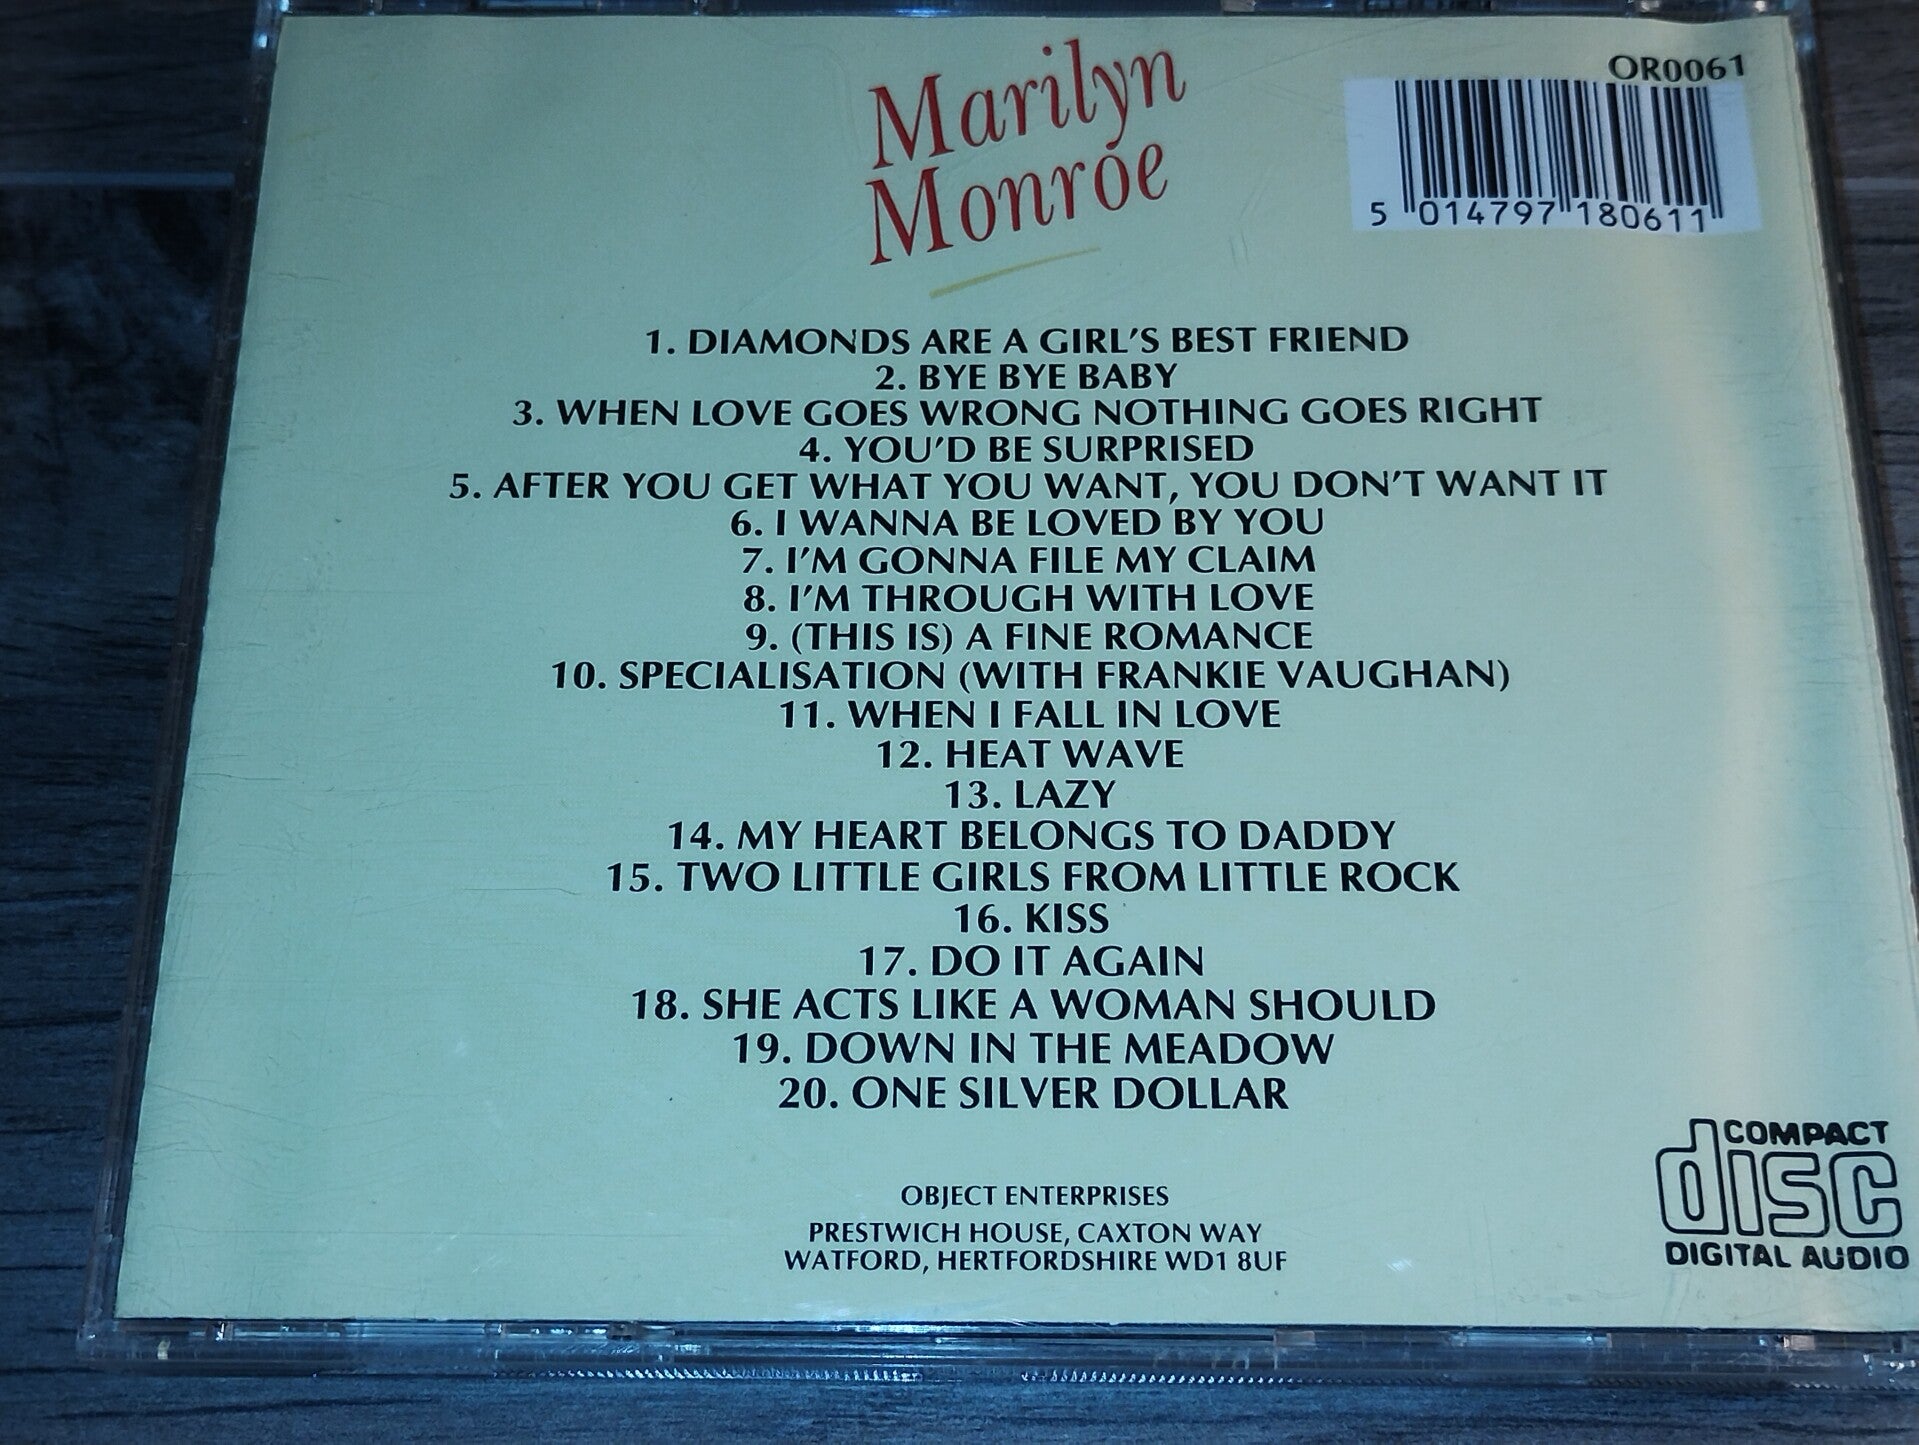 Marilyn
Monroe
OR0061
5 014797 180611
1. DIAMONDS ARE A GIRL'S BEST FRIEND
2. BYE BYE BABY
3. WHEN LOVE GOES WRONG NOTHING GOES RIGHT
4. YOU'D BE SURPRISED
5. AFTER YOU GET WHAT YOU WANT, YOU DON'T WANT IT
6. I WANNA BE LOVED BY YOU
7. I'M GONNA FILE MY CLAIM
8. I'M THROUGH WITH LOVE
9. (THIS IS) A FINE ROMANCE
10. SPECIALISATION (WITH FRANKIE VAUGHAN)
11. WHEN I FALL IN LOVE
12. HEAT WAVE
13. LAZY
14. MY HEART BELONGS TO DADDY
15. TWO LITTLE GIRLS FROM LITTLE ROCK
16. KISS
17. DO IT AGAIN
18. SHE ACTS LIKE A WOMAN SHOULD
19. DOWN IN THE MEADOW
20. ONE SILVER DOLLAR
OBJECT ENTERPRISES
PRESTWICH HOUSE, CAXTON WAY
WATFORD, HERTFORDSHIRE WD1 8UF
COMPACT
disc
DIGITAL AUDIO